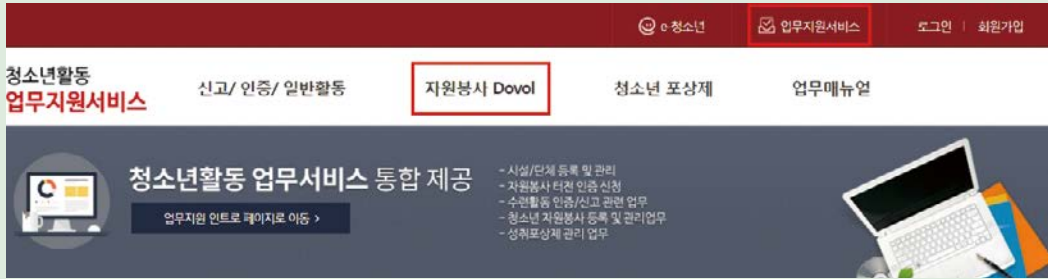 e-청소년 업무지원서비스 로그인 | 회원가입
청소년활동
업무지원서비스
신고/ 인증/ 일반활동 자원봉사 Dovol 청소년 포상제 업무매뉴얼
청소년활동 업무서비스 통합 제공
업무지원 인트로 페이지로 이동 >
- 시설/단체 등록 및 관리
- 자원봉사 터전 인증 신청
- 수련활동 인증/신고 관련 업무
- 청소년 자원봉사 등록 및 관리업무
- 성취포상제 관리 업무